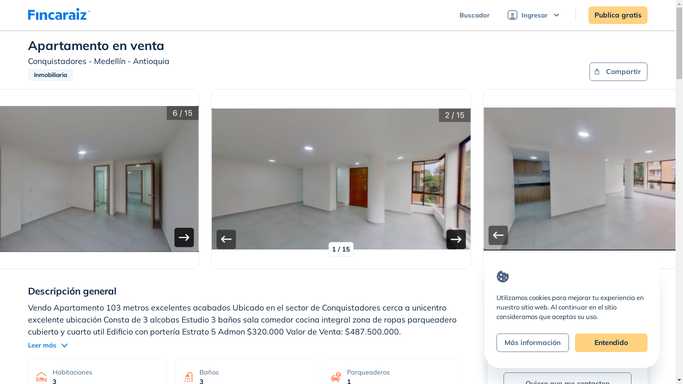 Fincaraiz
Buscador
Ingresar
Publica gratis
Apartamento en venta
Conquistadores - Medellín - Antioquia
Inmobiliaria
Compartir
6 / 15
2 / 15
1 / 15
Descripción general
Vendo Apartamento 103 metros excelentes acabados Ubicado en el sector de Conquistadores cerca a unicentro
excelente ubicación Consta de 3 alcobas Estudio 3 baños sala comedor cocina integral zona de ropas parqueadero
cubierto y cuarto util Edificio con portería Estrato 5 Admon $320.000 Valor de Venta: $487.500.000.
Leer más
Habitaciones
3
Baños
3
Parqueaderos
1
Utilizamos cookies para mejorar tu experiencia en
nuestro sitio web. Al continuar en el sitio
consideramos que aceptas su uso.
Más información
Entendido
Quiero que me contacten